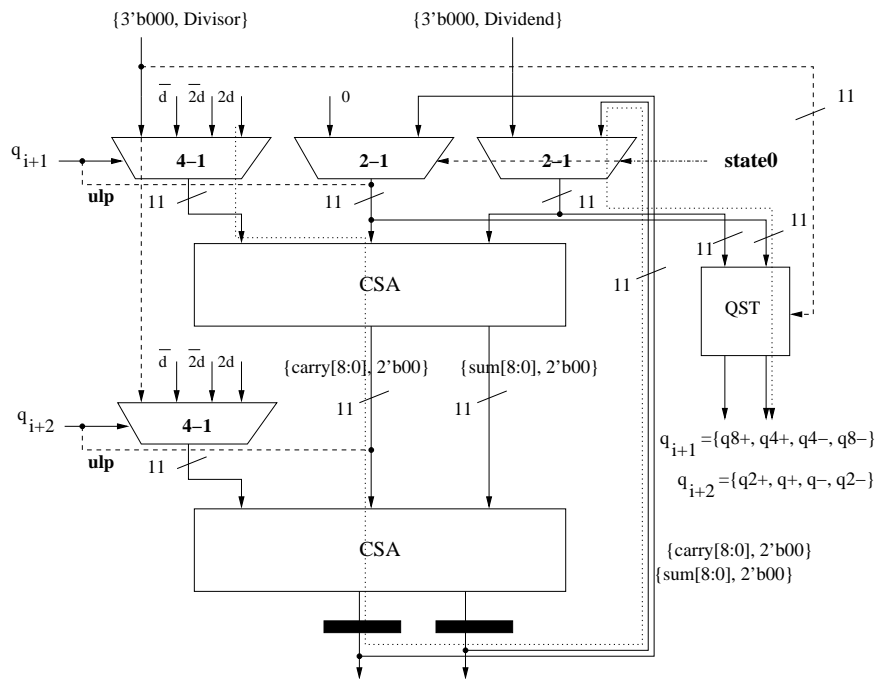 {3'b000, Divisor}
{3'b000, Dividend}
d 2d 2d
0
11
4−1
2−1
2−1
q i+1
state0
ulp
11
11
11
11
11
11
CSA
QST
d 2d 2d
{carry[8:0], 2'b00}
{sum[8:0], 2'b00}
11
11
q i+2
4−1
q i+1 ={q8+, q4+, q4−, q8−}
ulp
11
q i+2 ={q2+, q+, q−, q2−}
CSA
{carry[8:0], 2'b00}
{sum[8:0], 2'b00}